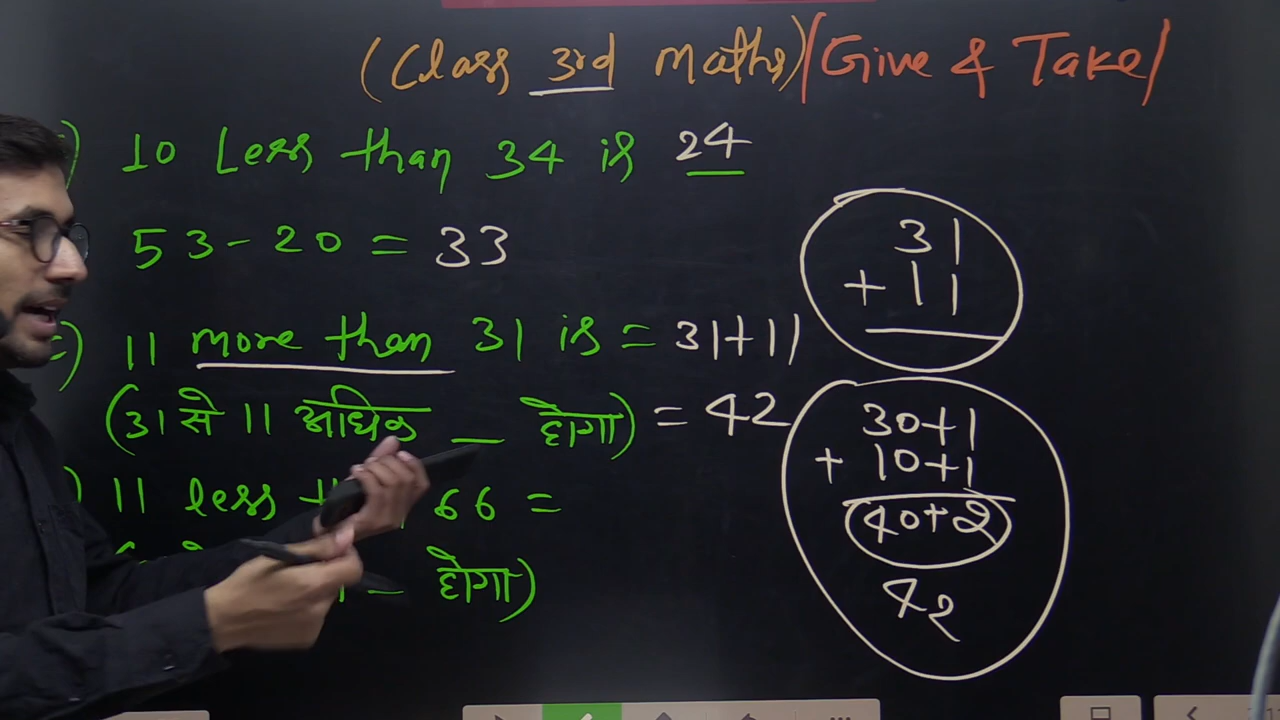 (Class 3rd maths)/Give & Take/
) 10 Less than 34 is 24
53-20 = 33
) 11 more than 31 is = 31+11
(31 से 11 अधिक __ होगा) = 42
) 11 less 66 =
_ होगा)
31
+ 11
30+1
+ 10+1
40+2
42